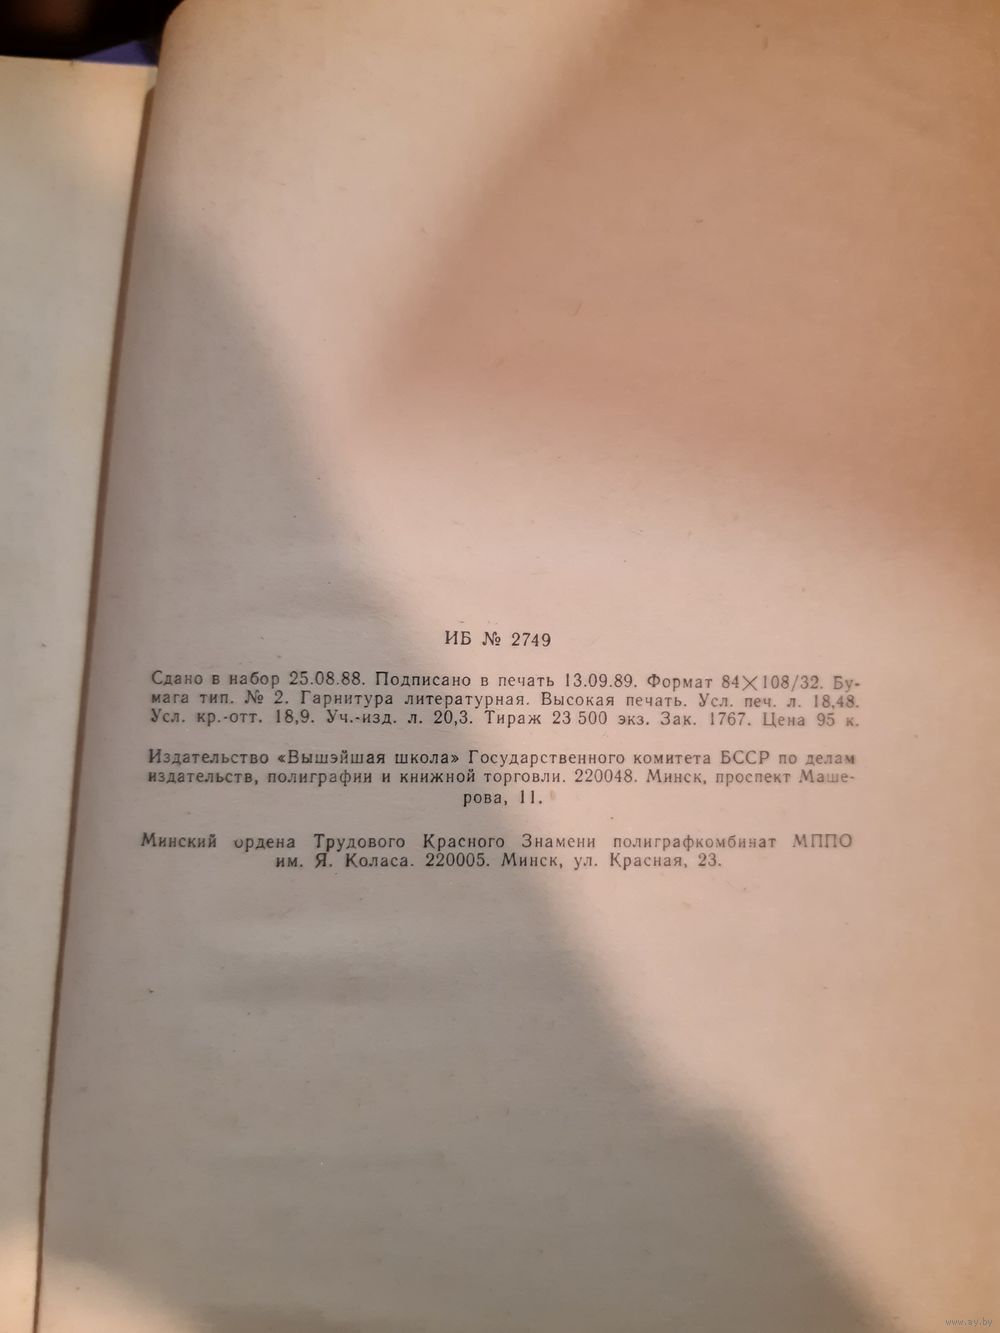 ИБ № 2749
Сдано в набор 25.08.88. Подписано в печать 13.09.89. Формат 84×108/32. Бу-
мага тип. № 2. Гарнитура литературная. Высокая печать. Усл. печ. л. 18,48.
Усл. кр.-отт. 18,9. Уч.-изд. л. 20,3. Тираж 23 500 экз. Зак. 1767. Цена 95 к.
Издательство «Вышэйшая школа» Государственного комитета БССР по делам
издательств, полиграфии и книжной торговли. 220048. Минск, проспект Маше-
рова, 11.
Минский ордена Трудового Красного Знамени полиграфкомбинат МППО
им. Я. Коласа. 220005. Минск, ул. Красная, 23.
www.ay.by